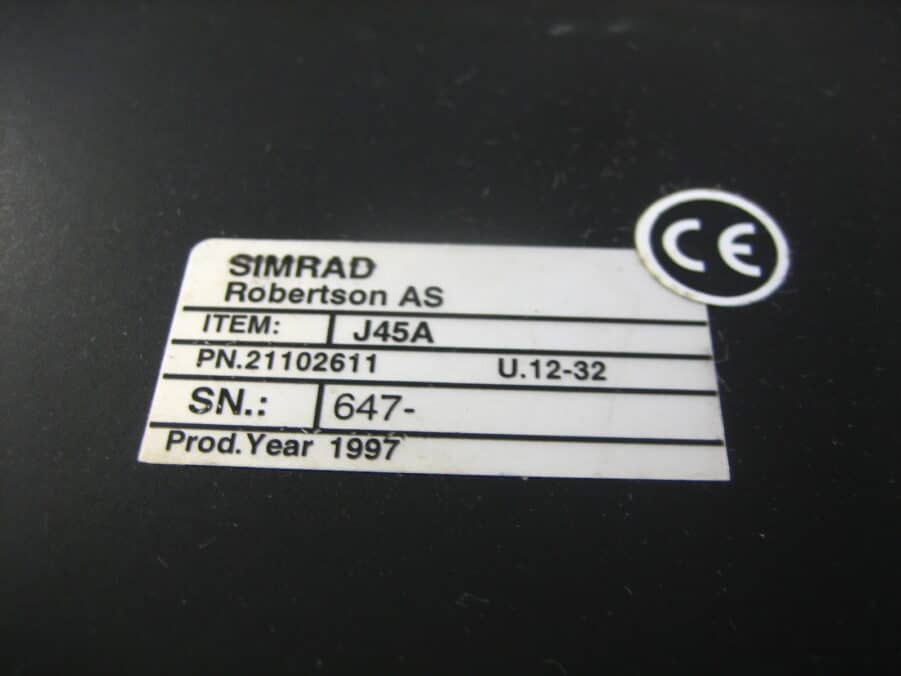 SIMRAD
Robertson AS
ITEM: J45A
PN.21102611 U.12-32
SN.: 647-
Prod.Year 1997
CE